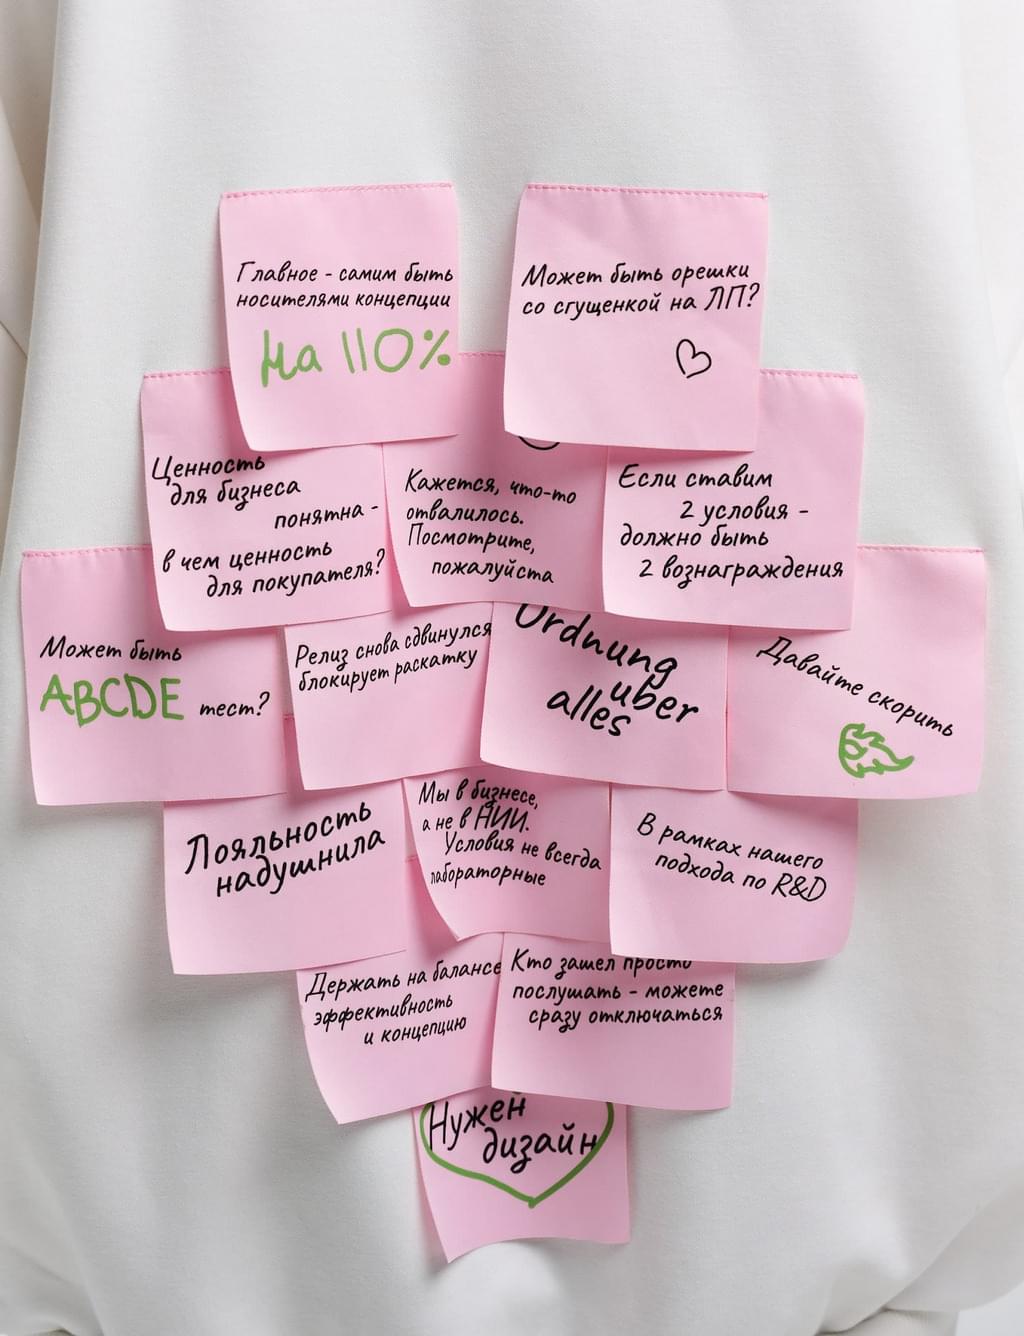 Главное - самим быть
носителями концепции
на 110%
Может быть орешки
со сгущенкой на ЛП?
Ценность
для бизнеса
понятна -
в чем ценность
для покупателя?
Кажется, что-то
отвалилось.
Посмотрите,
пожалуйста
Если ставим
2 условия -
должно быть
2 вознаграждения
Может быть
ABCDE тест?
Релиз снова сдвинулся
блокирует раскатку
Ordnung
uber
alles
Давайте скорить
Лояльность
надушнила
Мы в бизнесе,
а не в НИИ.
Условия не всегда
лабораторные
В рамках нашего
подхода по R&D
Держать на балансе
эффективность
и концепцию
Кто зашел просто
послушать - можете
сразу отключаться
Нужен
дизайн